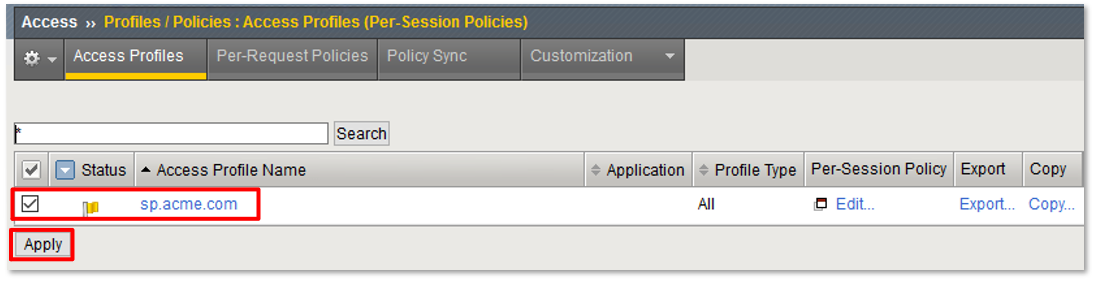 Access ›› Profiles / Policies : Access Profiles (Per-Session Policies)
Access Profiles Per-Request Policies Policy Sync Customization
* Search
Status Access Profile Name Application Profile Type Per-Session Policy Export Copy
sp.acme.com All Edit... Export... Copy...
Apply